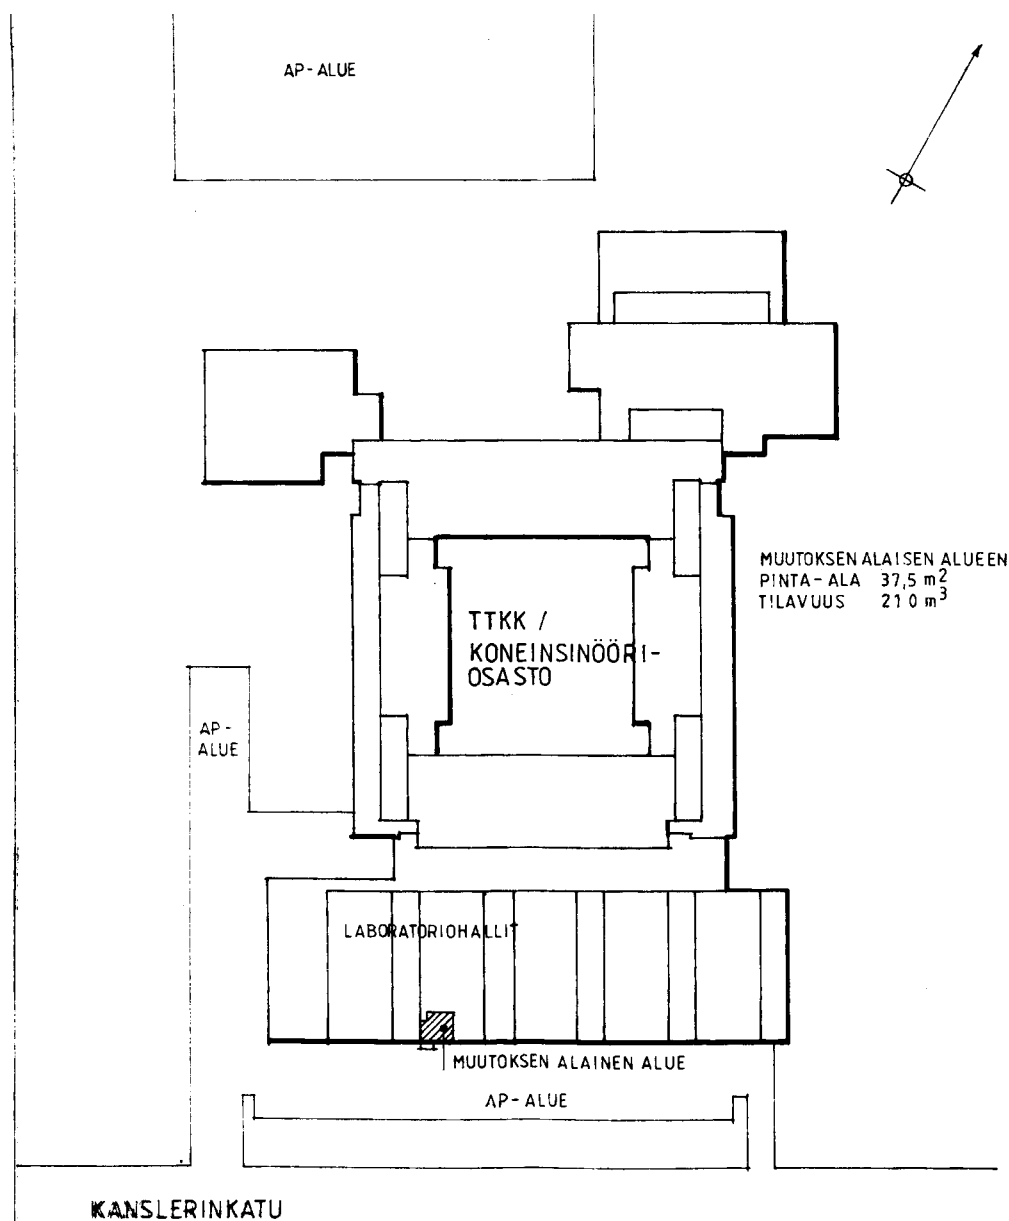 AP-ALUE
MUUTOKSEN ALAISEN ALUEEN
PINTA-ALA 37,5 m²
TILAVUUS 210 m³
TTKK /
KONEINSINÖÖRI-
OSASTO
AP-
ALUE
LABORATORIOHALLIT
MUUTOKSEN ALAINEN ALUE
AP-ALUE
KANSLERINKATU